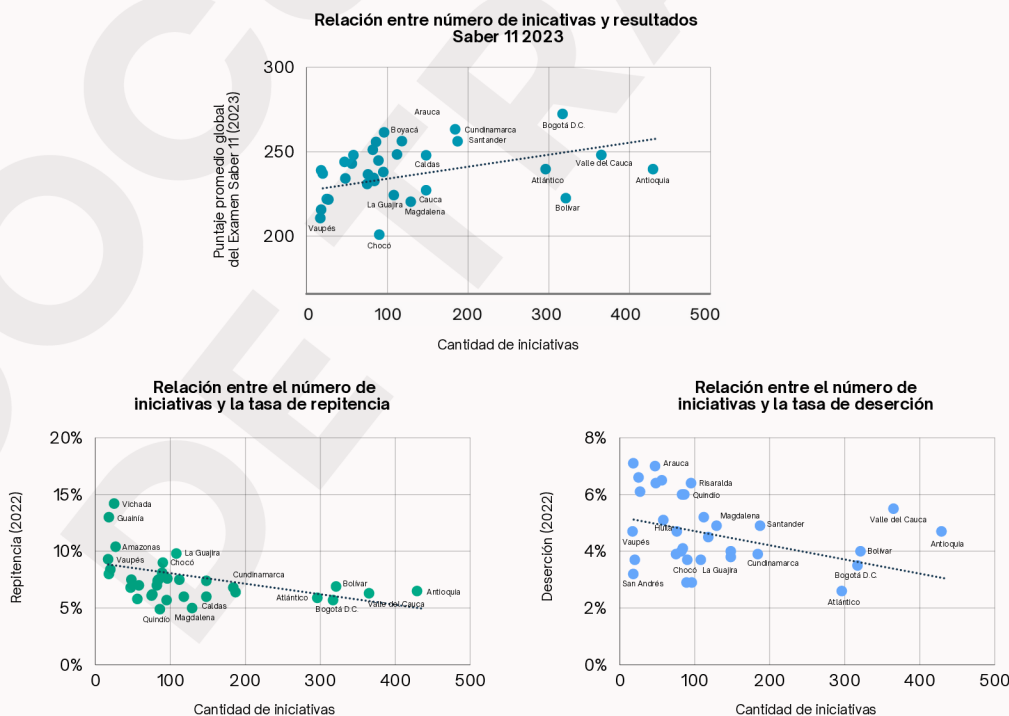 Relación entre número de inicativas y resultados
Saber 11 2023
Puntaje promedio global
del Examen Saber 11 (2023)
300
250
200
0
100
200
300
400
500
Arauca
Boyacá
Cundinamarca
Santander
Bogotá D.C.
Caldas
Valle del Cauca
Atlántico
Antioquia
La Guajira
Cauca
Magdalena
Bolívar
Vaupés
Chocó
Cantidad de iniciativas
Relación entre el número de
iniciativas y la tasa de repitencia
Repitencia (2022)
20%
15%
10%
5%
0%
0
100
200
300
400
500
Vichada
Guainía
Amazonas
La Guajira
Vaupés
Chocó
Cundinamarca
Bolívar
Antioquia
Atlántico
Bogotá D.C
Valle del Cauca
Caldas
Quindío
Magdalena
Cantidad de iniciativas
Relación entre el número de
iniciativas y la tasa de deserción
Deserción (2022)
8%
6%
4%
2%
0%
0
100
200
300
400
500
Arauca
Risaralda
Quindío
Magdalena
Santander
Valle del Cauca
Huila
Vaupés
Antioquia
Bolívar
Cundinamarca
Chocó
La Guajira
Bogotá D.C
San Andrés
Atlántico
Cantidad de iniciativas
DE TRA